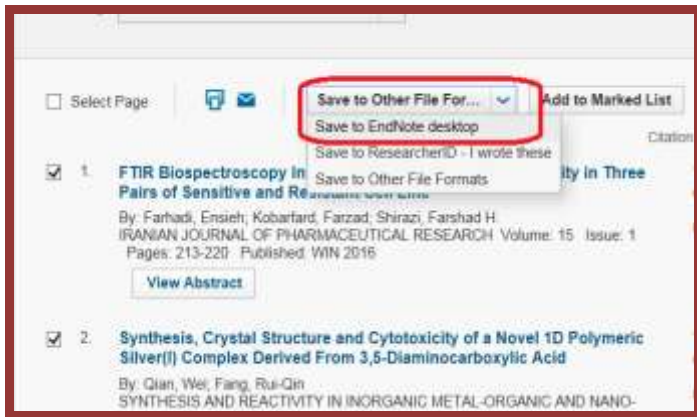 Select Page
Save to Other File For...
Add to Marked List
Save to EndNote desktop
Citation
Save to ResearcherID - I wrote these
Save to Other File Formats
1. FTIR Biospectroscopy In ity in Three
Pairs of Sensitive and
By: Farhadi, Ensieh; Kobarfard, Farzad; Shirazi, Farshad H.
IRANIAN JOURNAL OF PHARMACEUTICAL RESEARCH Volume: 15 Issue: 1
Pages: 213-220 Published: WIN 2016
View Abstract
2. Synthesis, Crystal Structure and Cytotoxicity of a Novel 1D Polymeric
Silver(I) Complex Derived From 3,5-Diaminocarboxylic Acid
By: Qian, Wei; Fang, Rui-Qin
SYNTHESIS AND REACTIVITY IN INORGANIC METAL-ORGANIC AND NANO-